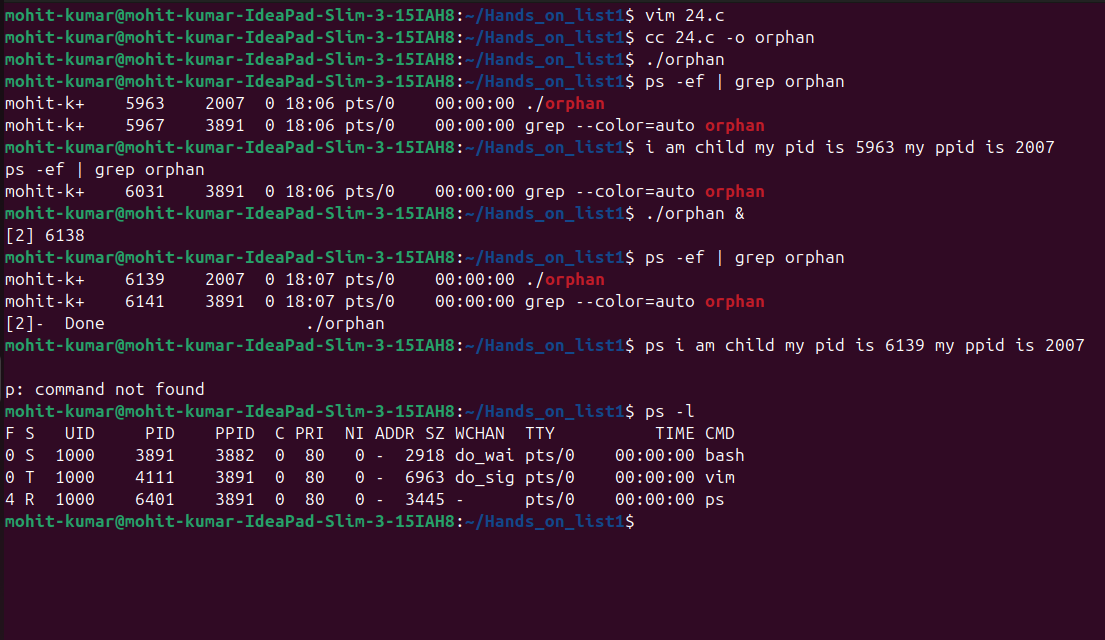 mohit-kumar@mohit-kumar-IdeaPad-Slim-3-15IAH8:~/Hands_on_list1$ vim 24.c
mohit-kumar@mohit-kumar-IdeaPad-Slim-3-15IAH8:~/Hands_on_list1$ cc 24.c -o orphan
mohit-kumar@mohit-kumar-IdeaPad-Slim-3-15IAH8:~/Hands_on_list1$ ./orphan
mohit-kumar@mohit-kumar-IdeaPad-Slim-3-15IAH8:~/Hands_on_list1$ ps -ef | grep orphan
mohit-k+    5963    2007  0 18:06 pts/0    00:00:00 ./orphan
mohit-k+    5967    3891  0 18:06 pts/0    00:00:00 grep --color=auto orphan
mohit-kumar@mohit-kumar-IdeaPad-Slim-3-15IAH8:~/Hands_on_list1$ i am child my pid is 5963 my ppid is 2007
ps -ef | grep orphan
mohit-k+    6031    3891  0 18:06 pts/0    00:00:00 grep --color=auto orphan
mohit-kumar@mohit-kumar-IdeaPad-Slim-3-15IAH8:~/Hands_on_list1$ ./orphan &
[2] 6138
mohit-kumar@mohit-kumar-IdeaPad-Slim-3-15IAH8:~/Hands_on_list1$ ps -ef | grep orphan
mohit-k+    6139    2007  0 18:07 pts/0    00:00:00 ./orphan
mohit-k+    6141    3891  0 18:07 pts/0    00:00:00 grep --color=auto orphan
[2]-  Done                    ./orphan
mohit-kumar@mohit-kumar-IdeaPad-Slim-3-15IAH8:~/Hands_on_list1$ ps i am child my pid is 6139 my ppid is 2007
p: command not found
mohit-kumar@mohit-kumar-IdeaPad-Slim-3-15IAH8:~/Hands_on_list1$ ps -l
F S   UID     PID    PPID  C PRI  NI ADDR SZ WCHAN  TTY             TIME CMD
0 S  1000    3891    3882  0  80   0 -  2918 do_wai pts/0    00:00:00 bash
0 T  1000    4111    3891  0  80   0 -  6963 do_sig pts/0    00:00:00 vim
4 R  1000    6401    3891  0  80   0 -  3445 -      pts/0    00:00:00 ps
mohit-kumar@mohit-kumar-IdeaPad-Slim-3-15IAH8:~/Hands_on_list1$